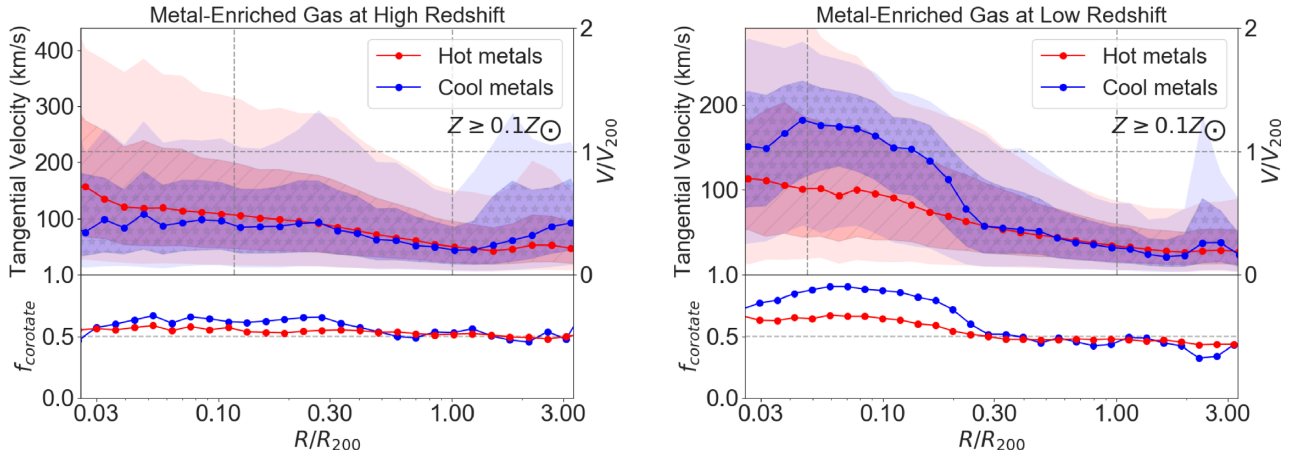 Metal-Enriched Gas at High Redshift
Tangential Velocity (km/s)
400
300
200
100
1.0
2
1
0
V/V200
Hot metals
Cool metals
Z ≥ 0.1Z⊙
fcorotate
0.5
0.0
0.03
0.10
0.30
1.00
3.00
R/R200
Metal-Enriched Gas at Low Redshift
Tangential Velocity (km/s)
200
100
1.0
2
1
0
V/V200
Hot metals
Cool metals
Z ≥ 0.1Z⊙
fcorotate
0.5
0.0
0.03
0.10
0.30
1.00
3.00
R/R200